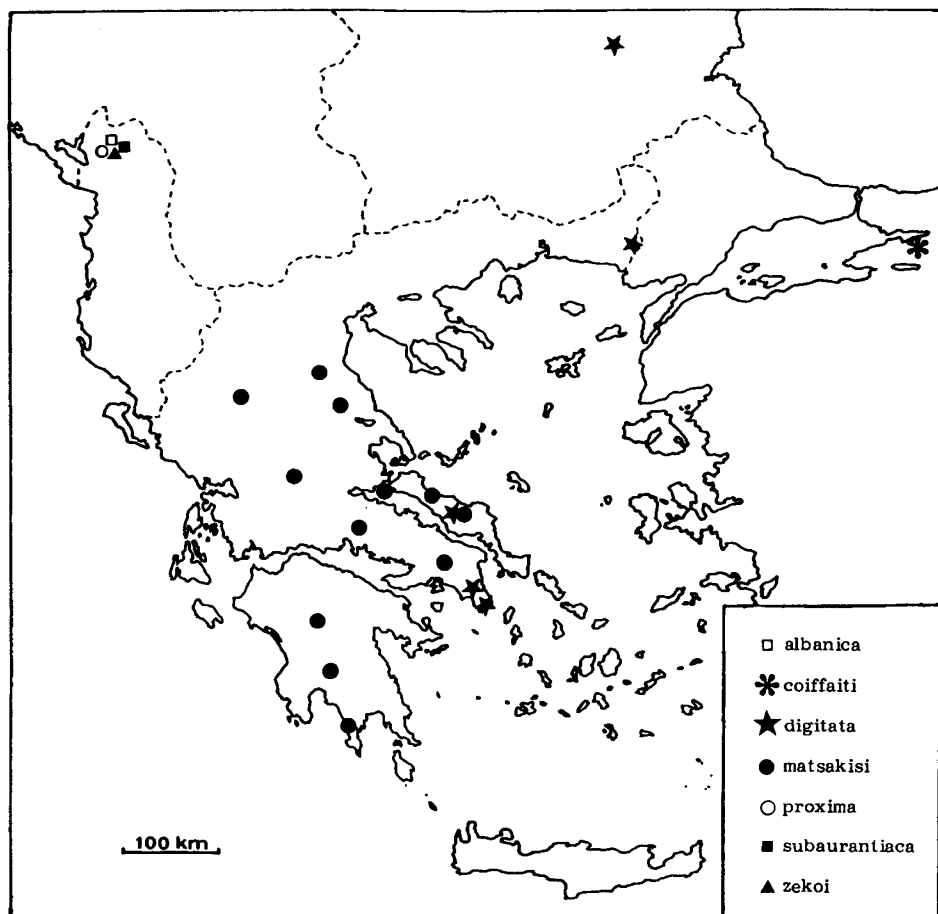 albanica
coiffaiti
digitata
matsakisi
proxima
subaurantiaca
zekoi
100 km